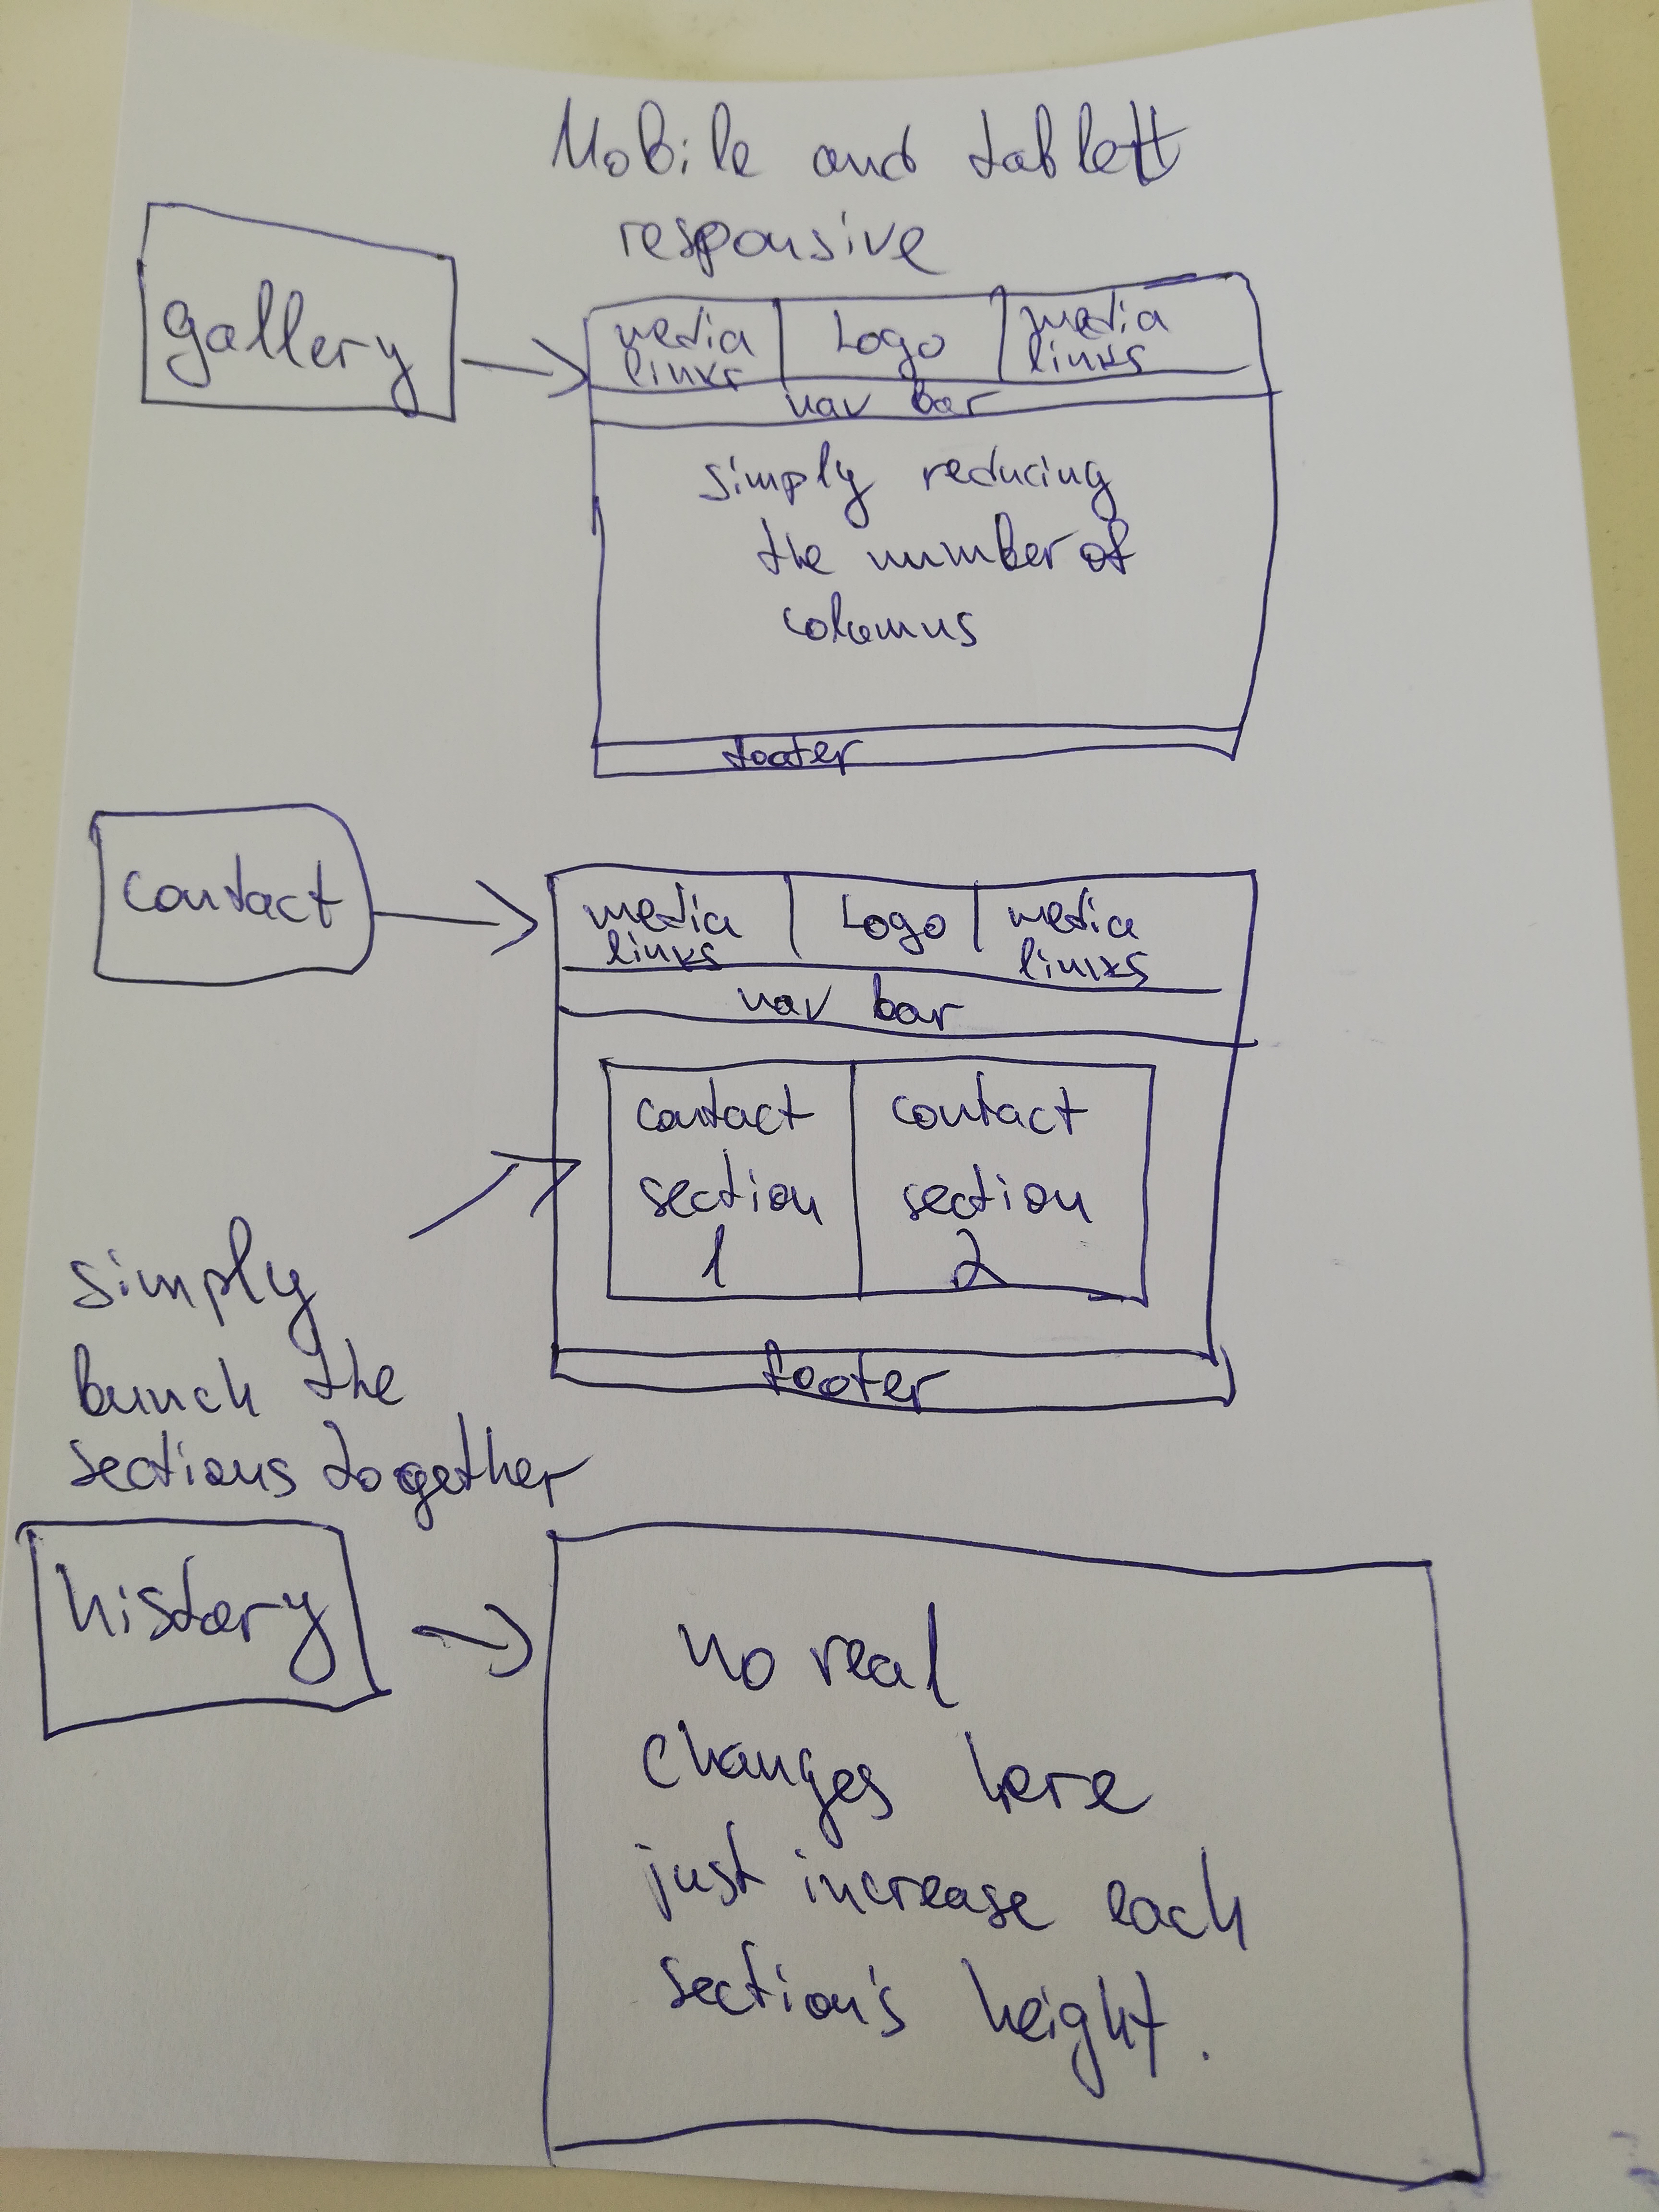 Mobile and tablett
responsive
gallery
media links
Logo
media links
nav bar
simply reducing
the number of
columns
footer
contact
media links
Logo
media links
nav bar
contact section 1
contact section 2
footer
simply
bunch the
sections together
history
no real
changes here
just increase each
section's height.